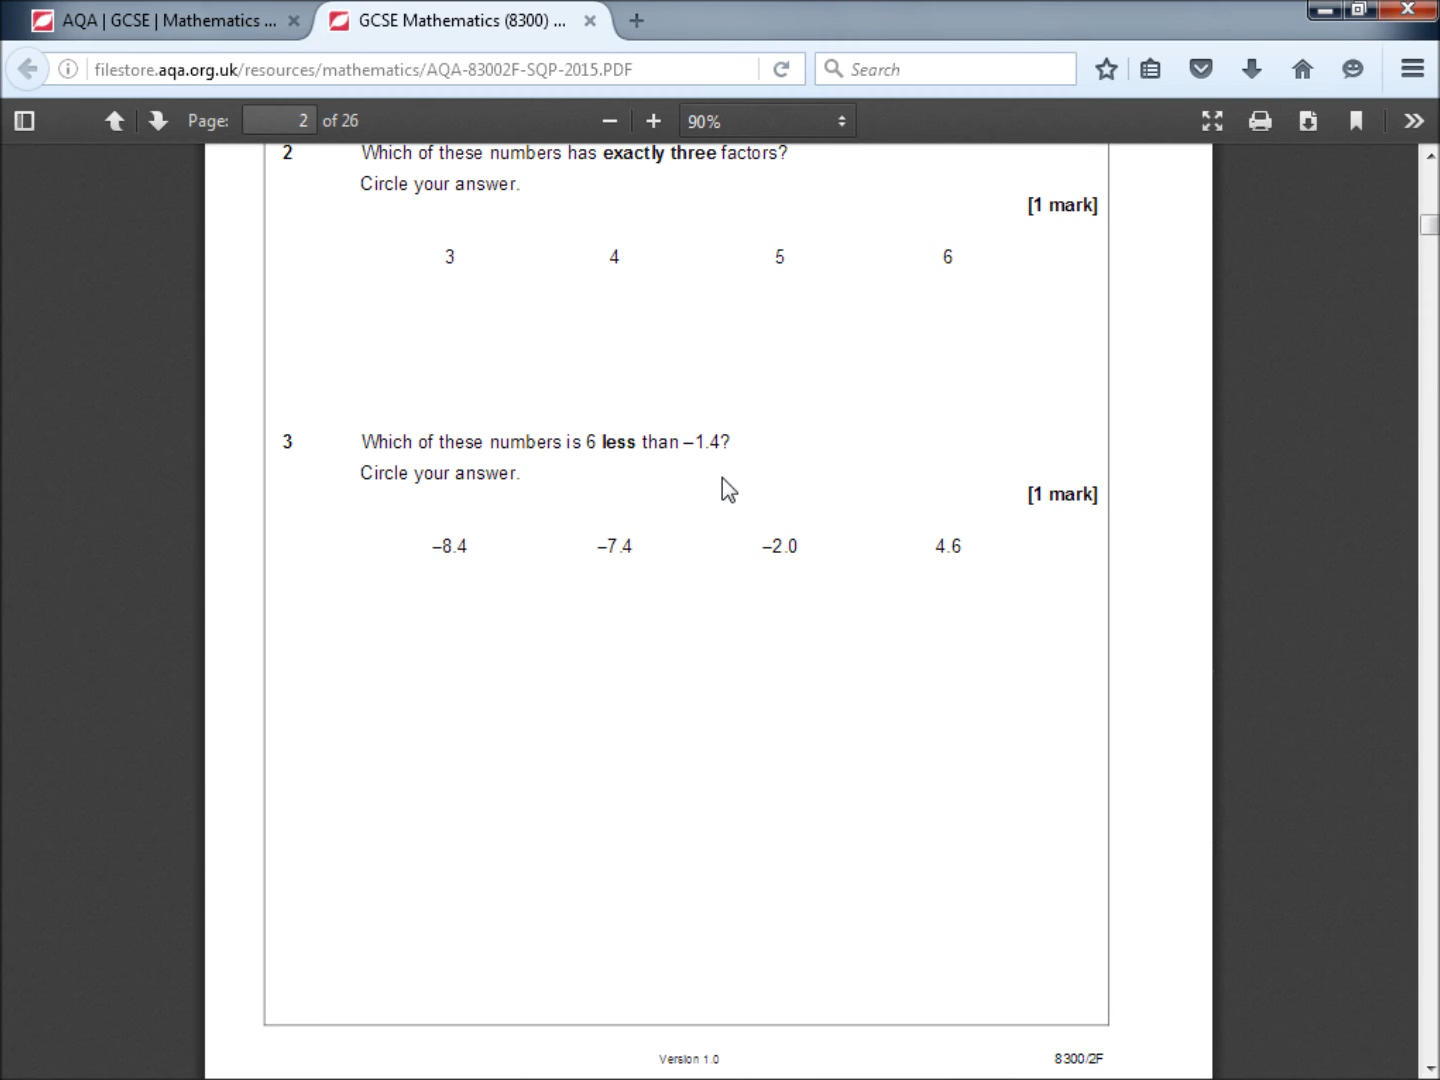 AQA | GCSE | Mathematics ...
GCSE Mathematics (8300) ...
filestore.aqa.org.uk/resources/mathematics/AQA-83002F-SQP-2015.PDF
Search
Page: 2 of 26
90%
2 Which of these numbers has exactly three factors?
Circle your answer.
[1 mark]
3 4 5 6
3 Which of these numbers is 6 less than –1.4?
Circle your answer.
[1 mark]
–8.4 –7.4 –2.0 4.6
Version 1.0 8300/2F